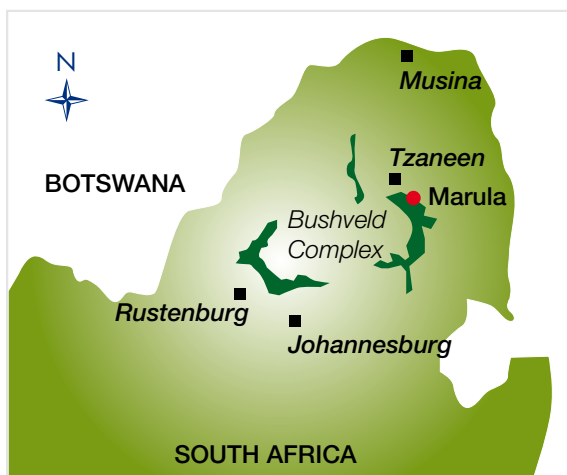 N
Musina
Tzaneen
BOTSWANA
Marula
Bushveld
Complex
Rustenburg
Johannesburg
SOUTH AFRICA